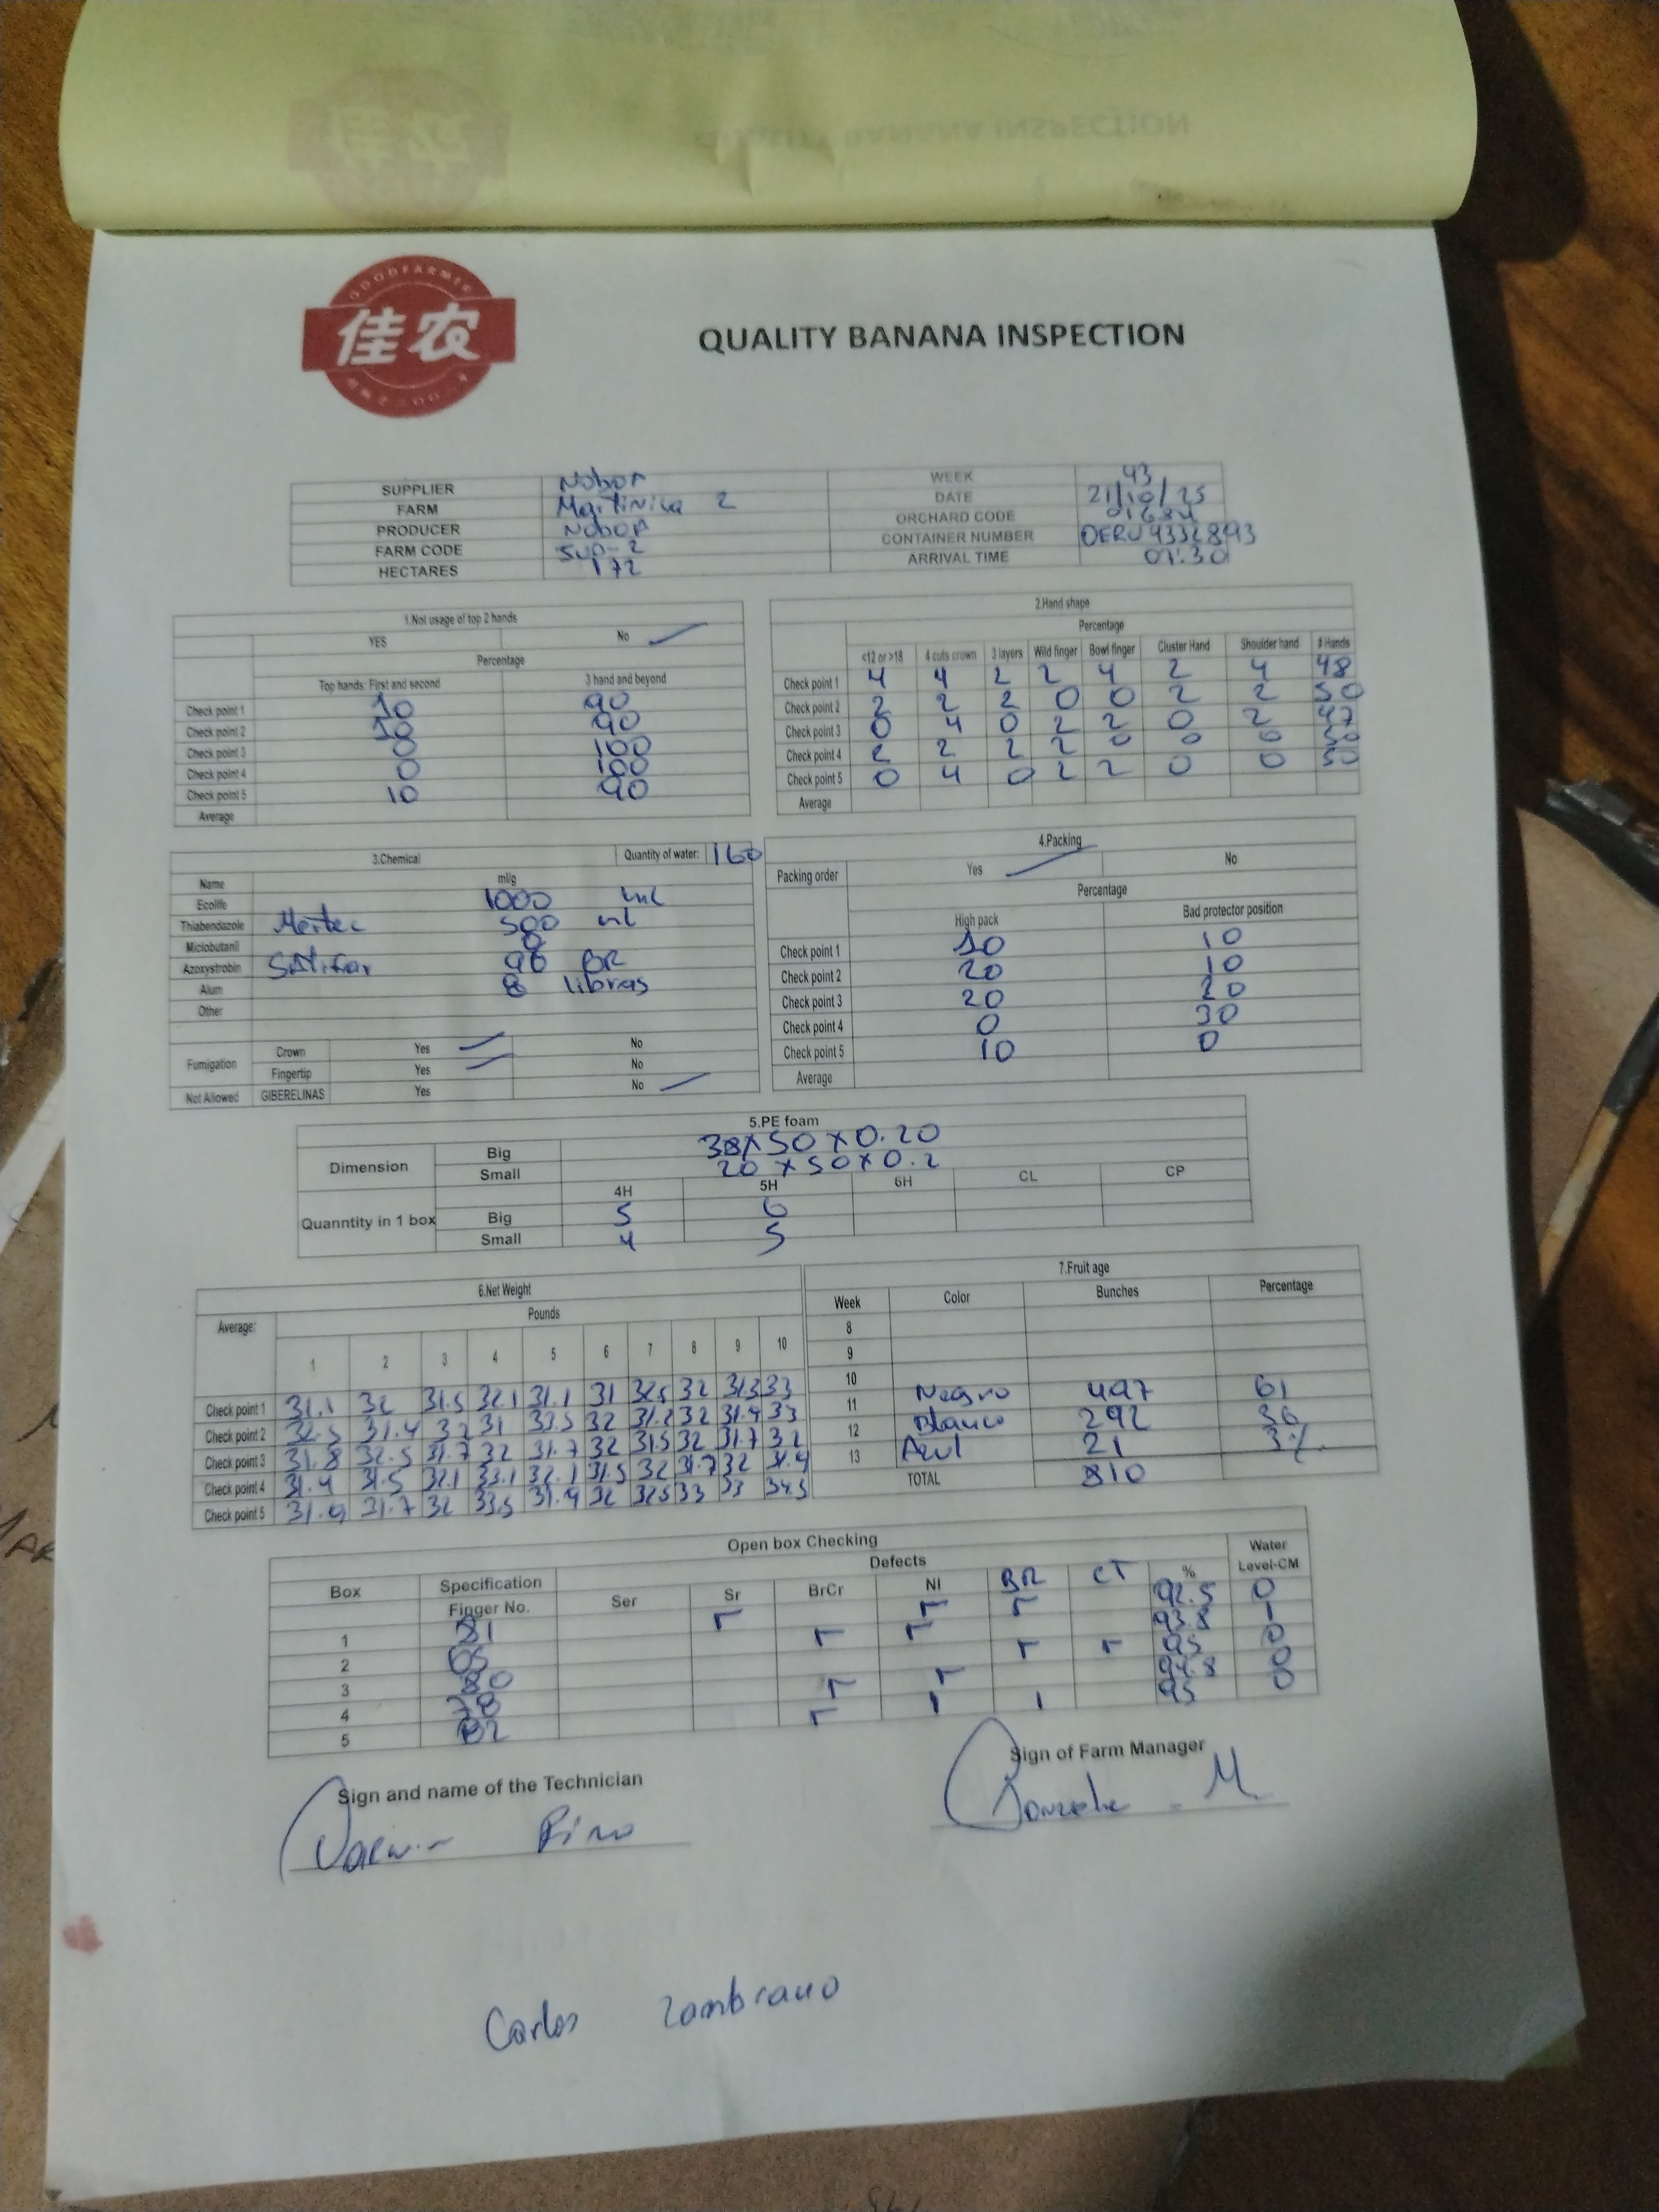 GOODFARMER
佳农
QUALITY BANANA INSPECTION
SUPPLIER Noboa WEEK 43
FARM Martinica 2 DATE 21/10/25
PRODUCER Noboa ORCHARD CODE
FARM CODE SUP-2 CONTAINER NUMBER
HECTARES 172 ARRIVAL TIME 07:30
1.Not usage of top 2 hands
YES No
Percentage
Top hands: First and second 3 hand and beyond
Check point 1 10 90
Check point 2 10 90
Check point 3 0 100
Check point 4 0 100
Check point 5 10 90
Average
2.Hand shape
Percentage
<12 or >18 4 cuts crown 3 layers Wild finger Bowl finger Cluster Hand Shoulder hand # Hands
Check point 1 4 4 2 2 4 2 4 48
Check point 2 2 2 2 0 0 2 2 50
Check point 3 0 4 0 2 2 0 2 47
Check point 4 2 2 2 2 0 0 0 50
Check point 5 0 4 0 2 2 0 0 50
Average
3.Chemical Quantity of water: 160
Name ml/g
Ecolife 1000 ml
Thiabendazole Mertec 500 ml
Miclobutanil 0
Azoxystrobin 96 GR
Alum 8 libras
Other
Fumigation Crown Yes No
Fingertip Yes No
Not Allowed GIBERELINAS Yes No
4.Packing
Packing order Yes No
Percentage
High pack Bad protector position
Check point 1 10 10
Check point 2 20 10
Check point 3 20 20
Check point 4 0 30
Check point 5 10 0
Average
5.PE foam
Dimension Big 38x50x0.20
Small 20x50x0.2
4H 5H 6H CL CP
Quanntity in 1 box Big 5 6
Small 4 5
6.Net Weight
Average: Pounds
1 2 3 4 5 6 7 8 9 10
Check point 1 31.1 32 31.5 32.1 31.1 31 32.5 32 31.3 33
Check point 2 32.5 31.4 32 31 33.5 32 31.2 32 31.4 33
Check point 3 31.8 32.5 31.7 32 31.7 32 31.5 32 31.7 32
Check point 4 31.4 31.5 32.1 33.1 32.1 31.5 32 31.7 32 31.4
Check point 5 31.9 31.7 32 33.5 31.4 32 32.5 33 33 34.5
7.Fruit age
Week Color Bunches Percentage
8
9
10
11 Negro 497 61
12 Blanco 292 36
13 Azul 21 3%
TOTAL 810
Open box Checking
Box Specification Defects Water
Finger No. Ser Sr BrCr NI BR CT % Level-CM
1 81 92.5 0
2 65 93.8 1
3 80 95 0
4 78 94.8 0
5 82 95 0
Sign and name of the Technician Sign of Farm Manager
Pino M
Carlos Zambrano